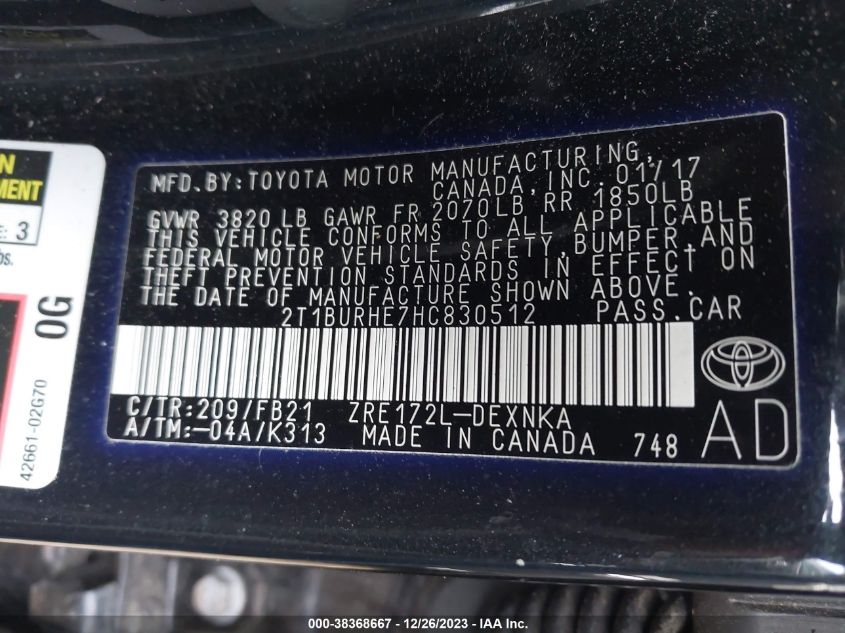 N
EMENT
E: 3
bs.
0G
42661-02G70
MFD.BY:TOYOTA MOTOR MANUFACTURING,
CANADA,INC. 01/17
GVWR 3820 LB GAWR FR 2070LB RR 1850LB
THIS VEHICLE CONFORMS TO ALL APPLICABLE
FEDERAL MOTOR VEHICLE SAFETY,BUMPER,AND
THEFT PREVENTION STANDARDS IN EFFECT ON
THE DATE OF MANUFACTURE SHOWN ABOVE.
2T1BURHE7HC830512 PASS.CAR
C/TR:209/FB21 ZRE172L-DEXNKA
A/TM:-04A/K313 MADE IN CANADA 748
AD
000-38368667 - 12/26/2023 - © IAA Inc.